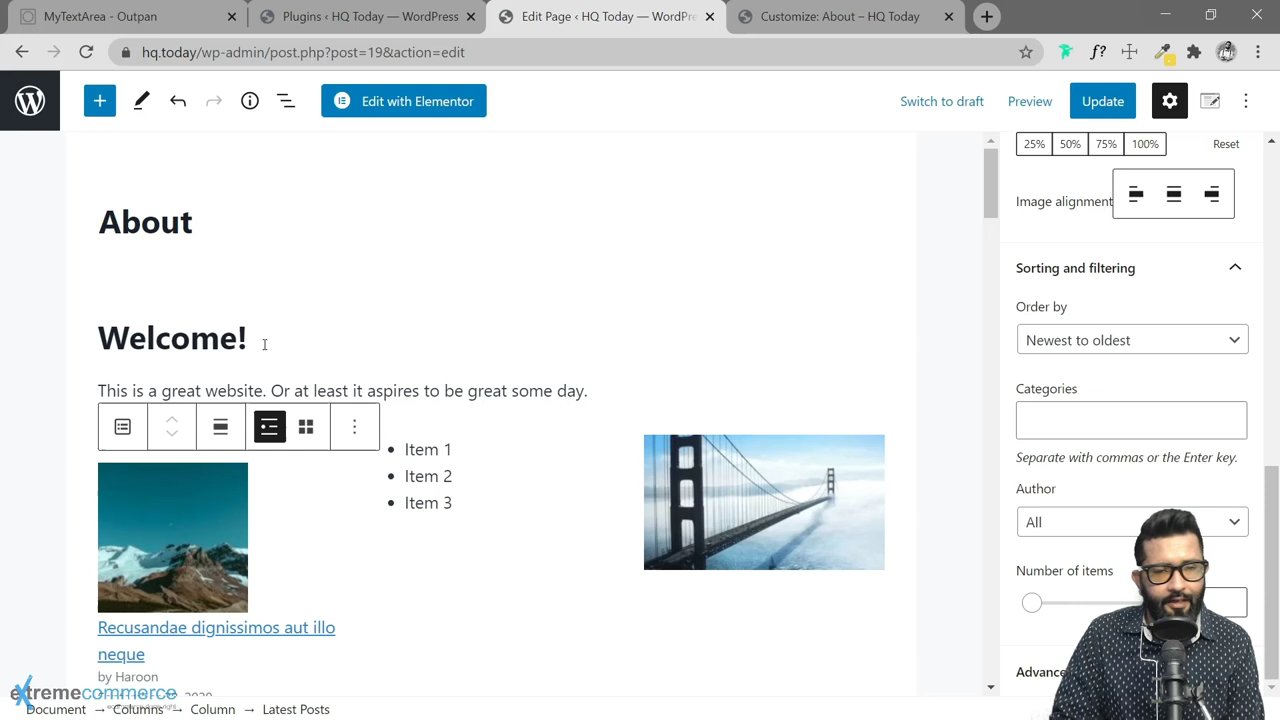 MyTextArea - Outpan
Plugins ‹ HQ Today — WordPress
Edit Page ‹ HQ Today — WordPre
Customize: About – HQ Today
hq.today/wp-admin/post.php?post=19&action=edit
Edit with Elementor
Switch to draft
Preview
Update
25% 50% 75% 100%
Reset
Image alignment
About
Sorting and filtering
Order by
Newest to oldest
Welcome!
This is a great website. Or at least it aspires to be great some day.
Categories
Separate with commas or the Enter key.
Item 1
Item 2
Item 3
Author
All
Number of items
Recusandae dignissimos aut illo
neque
by Haroon
Advance
extremecommerce
Document → Columns → Column → Latest Posts